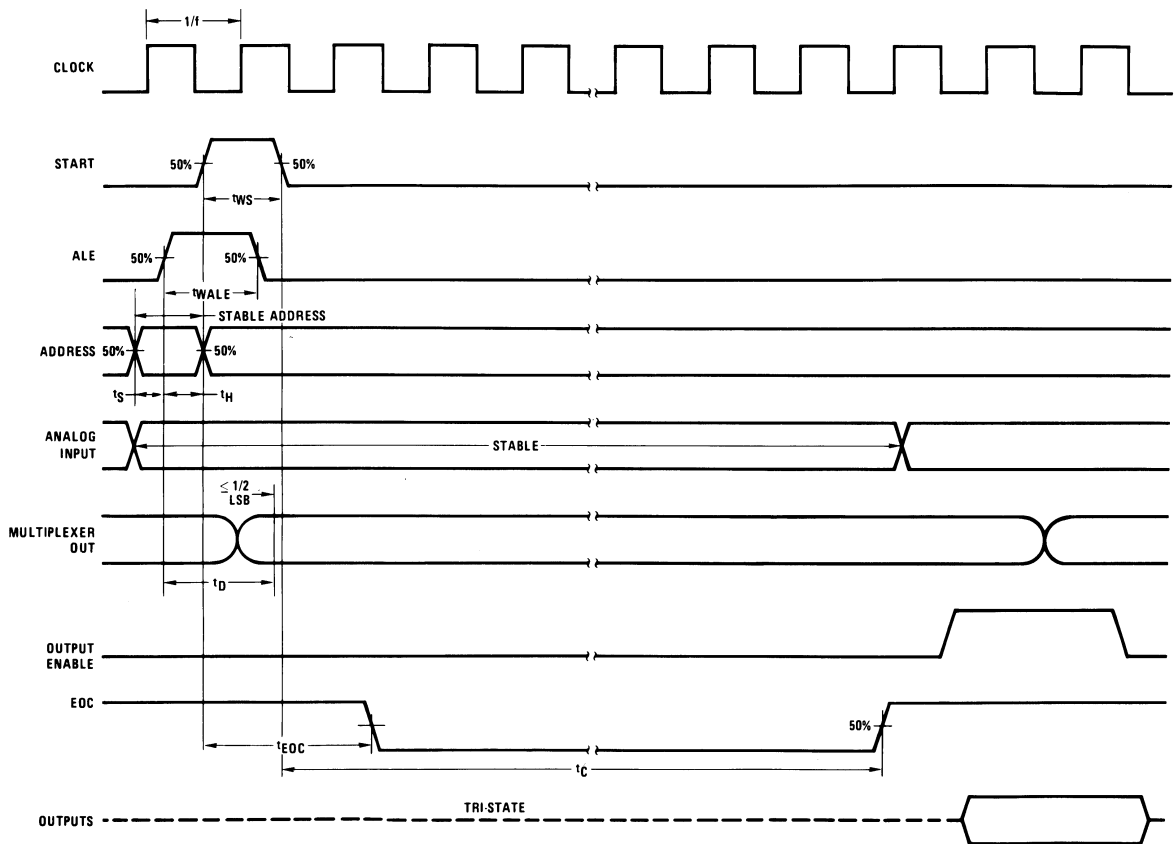 1/f
CLOCK
START
50%
50%
tWS
ALE
50%
50%
tWALE
STABLE ADDRESS
ADDRESS
50%
50%
tS
tH
ANALOG
INPUT
STABLE
≤ 1/2
LSB
MULTIPLEXER
OUT
tD
OUTPUT
ENABLE
EOC
50%
tEOC
tC
TRI-STATE
OUTPUTS